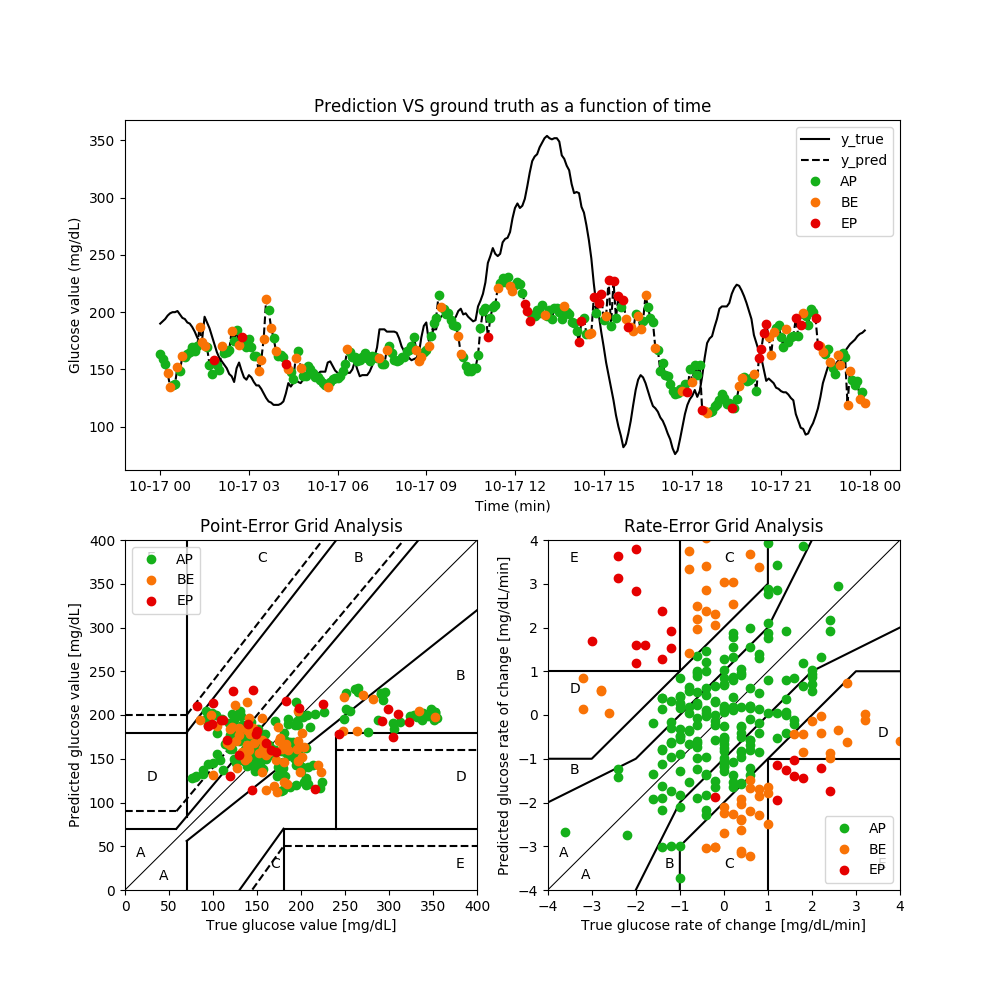 Prediction VS ground truth as a function of time
Glucose value (mg/dL)
350
300
250
200
150
100
y_true
y_pred
AP
BE
EP
10-17 00 10-17 03 10-17 06 10-17 09 10-17 12 10-17 15 10-17 18 10-17 21 10-18 00
Time (min)
Point-Error Grid Analysis
Predicted glucose value [mg/dL]
400
350
300
250
200
150
100
50
0
AP
BE
EP
C
B
B
D
D
A
A
C
E
0 50 100 150 200 250 300 350 400
True glucose value [mg/dL]
Rate-Error Grid Analysis
Predicted glucose rate of change [mg/dL/min]
4
3
2
1
0
−1
−2
−3
−4
E
C
D
D
B
A
A
B
C
AP
BE
EP
−4 −3 −2 −1 0 1 2 3 4
True glucose rate of change [mg/dL/min]